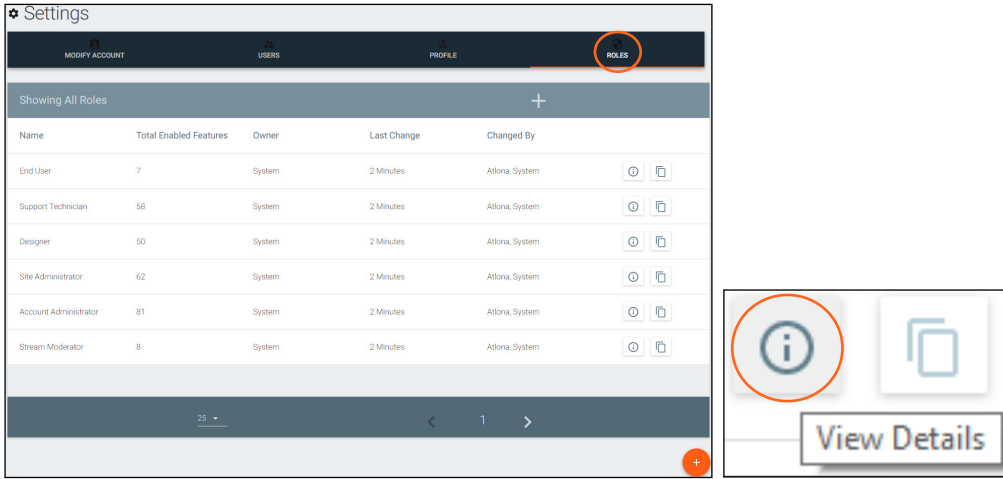 Settings
MODIFY ACCOUNT USERS PROFILE ROLES
Showing All Roles +
Name Total Enabled Features Owner Last Change Changed By
End User 7 System 2 Minutes Atlona, System
Support Technician 58 System 2 Minutes Atlona, System
Designer 50 System 2 Minutes Atlona, System
Site Administrator 62 System 2 Minutes Atlona, System
Account Administrator 81 System 2 Minutes Atlona, System
Stream Moderator 8 System 2 Minutes Atlona, System
25 1
View Details